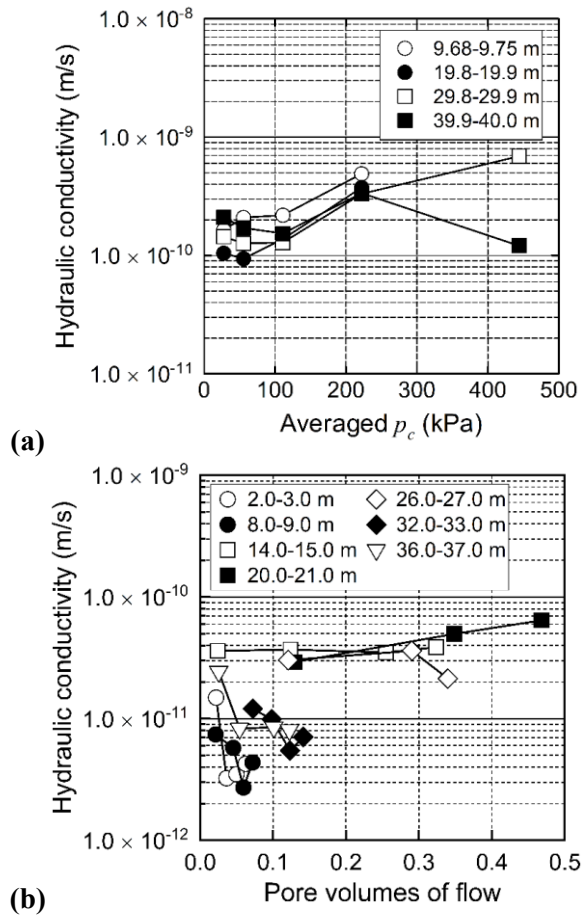 (a)
Hydraulic conductivity (m/s)
1.0 × 10⁻⁸
1.0 × 10⁻⁹
1.0 × 10⁻¹⁰
1.0 × 10⁻¹¹
9.68-9.75 m
19.8-19.9 m
29.8-29.9 m
39.9-40.0 m
0 100 200 300 400 500
Averaged p_c (kPa)
(b)
Hydraulic conductivity (m/s)
1.0 × 10⁻⁹
1.0 × 10⁻¹⁰
1.0 × 10⁻¹¹
1.0 × 10⁻¹²
2.0-3.0 m
8.0-9.0 m
14.0-15.0 m
20.0-21.0 m
26.0-27.0 m
32.0-33.0 m
36.0-37.0 m
0.0 0.1 0.2 0.3 0.4 0.5
Pore volumes of flow